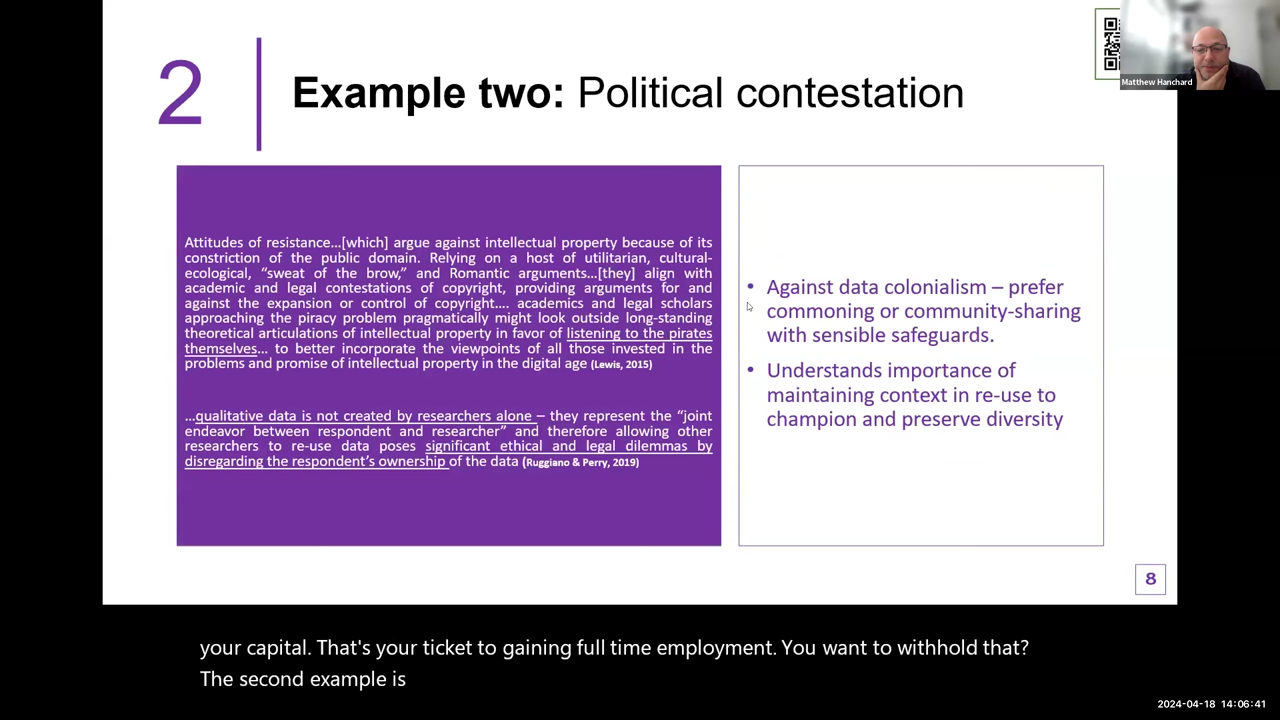 2
Example two: Political contestation
Matthew Hanchard
Attitudes of resistance...[which] argue against intellectual property because of its
constriction of the public domain. Relying on a host of utilitarian, cultural-
ecological, “sweat of the brow,” and Romantic arguments...[they] align with
academic and legal contestations of copyright, providing arguments for and
against the expansion or control of copyright.... academics and legal scholars
approaching the piracy problem pragmatically might look outside long-standing
theoretical articulations of intellectual property in favor of listening to the pirates
themselves... to better incorporate the viewpoints of all those invested in the
problems and promise of intellectual property in the digital age (Lewis, 2015)
...qualitative data is not created by researchers alone – they represent the “joint
endeavor between respondent and researcher” and therefore allowing other
researchers to re-use data poses significant ethical and legal dilemmas by
disregarding the respondent’s ownership of the data (Ruggiano & Perry, 2019)
• Against data colonialism – prefer
commoning or community-sharing
with sensible safeguards.
• Understands importance of
maintaining context in re-use to
champion and preserve diversity
8
your capital. That's your ticket to gaining full time employment. You want to withhold that?
The second example is
2024-04-18 14:06:41